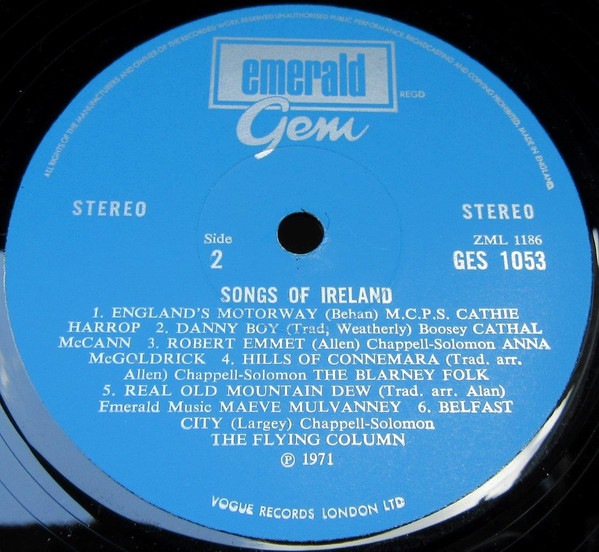 ALL RIGHTS OF THE MANUFACTURERS AND OWNER OF THE RECORDED WORK RESERVED. UNAUTHORISED PUBLIC PERFORMANCE, BROADCASTING AND COPYING PROHIBITED. MADE IN ENGLAND.
emerald
REGD
Gem
STEREO
STEREO
Side
2
ZML 1186
GES 1053
SONGS OF IRELAND
1. ENGLAND'S MOTORWAY (Behan) M.C.P.S. CATHIE
HARROP 2. DANNY BOY (Trad; Weatherly) Boosey CATHAL
McCANN 3. ROBERT EMMET (Allen) Chappell-Solomon ANNA
McGOLDRICK 4. HILLS OF CONNEMARA (Trad. arr.
Allen) Chappell-Solomon THE BLARNEY FOLK
5. REAL OLD MOUNTAIN DEW (Trad. arr. Alan)
Emerald Music MAEVE MULVANNEY 6. BELFAST
CITY (Largey) Chappell-Solomon
THE FLYING COLUMN
Ⓟ 1971
VOGUE RECORDS LONDON LTD